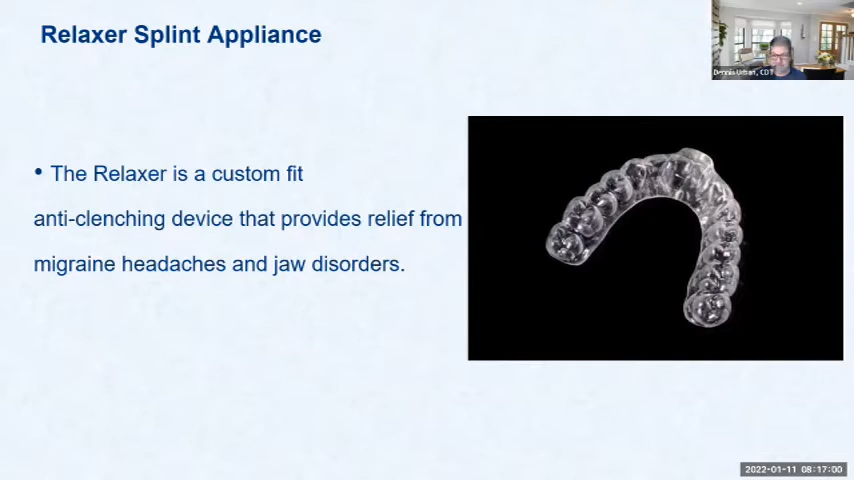 Relaxer Splint Appliance
Dennis Urban, CDT
• The Relaxer is a custom fit
anti-clenching device that provides relief from
migraine headaches and jaw disorders.
2022-01-11 08:17:00